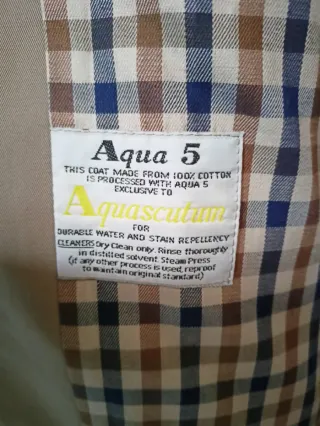 Aqua 5
THIS COAT MADE FROM 100% COTTON
IS PROCESSED WITH AQUA 5
EXCLUSIVE TO
Aquascutum
FOR
DURABLE WATER AND STAIN REPELLENCY
CLEANERS Dry Clean only. Rinse thoroughly
in distilled solvent. Steam Press
(if any other process is used, reproof
to maintain original standard)